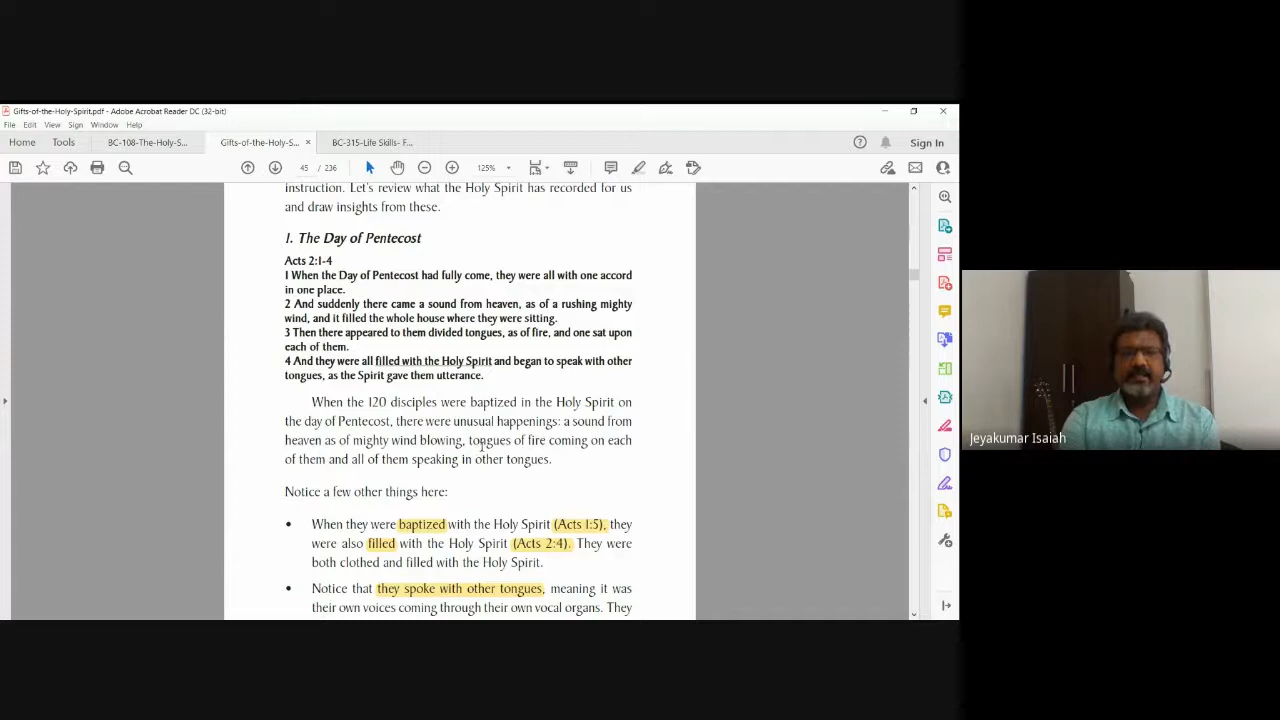 Gifts-of-the-Holy-Spirit.pdf - Adobe Acrobat Reader DC (32-bit)
File Edit View Sign Window Help
Home Tools BC-108-The-Holy-S... Gifts-of-the-Holy-S... × BC-315-Life Skills- F... Sign In
45 / 236 125%
instruction. Let's review what the Holy Spirit has recorded for us
and draw insights from these.
I. The Day of Pentecost
Acts 2:1-4
1 When the Day of Pentecost had fully come, they were all with one accord
in one place.
2 And suddenly there came a sound from heaven, as of a rushing mighty
wind, and it filled the whole house where they were sitting.
3 Then there appeared to them divided tongues, as of fire, and one sat upon
each of them.
4 And they were all filled with the Holy Spirit and began to speak with other
tongues, as the Spirit gave them utterance.
When the 120 disciples were baptized in the Holy Spirit on
the day of Pentecost, there were unusual happenings: a sound from
heaven as of mighty wind blowing, tongues of fire coming on each
of them and all of them speaking in other tongues.
Notice a few other things here:
• When they were baptized with the Holy Spirit (Acts 1:5), they
were also filled with the Holy Spirit (Acts 2:4). They were
both clothed and filled with the Holy Spirit.
• Notice that they spoke with other tongues, meaning it was
their own voices coming through their own vocal organs. They
Jeyakumar Isaiah